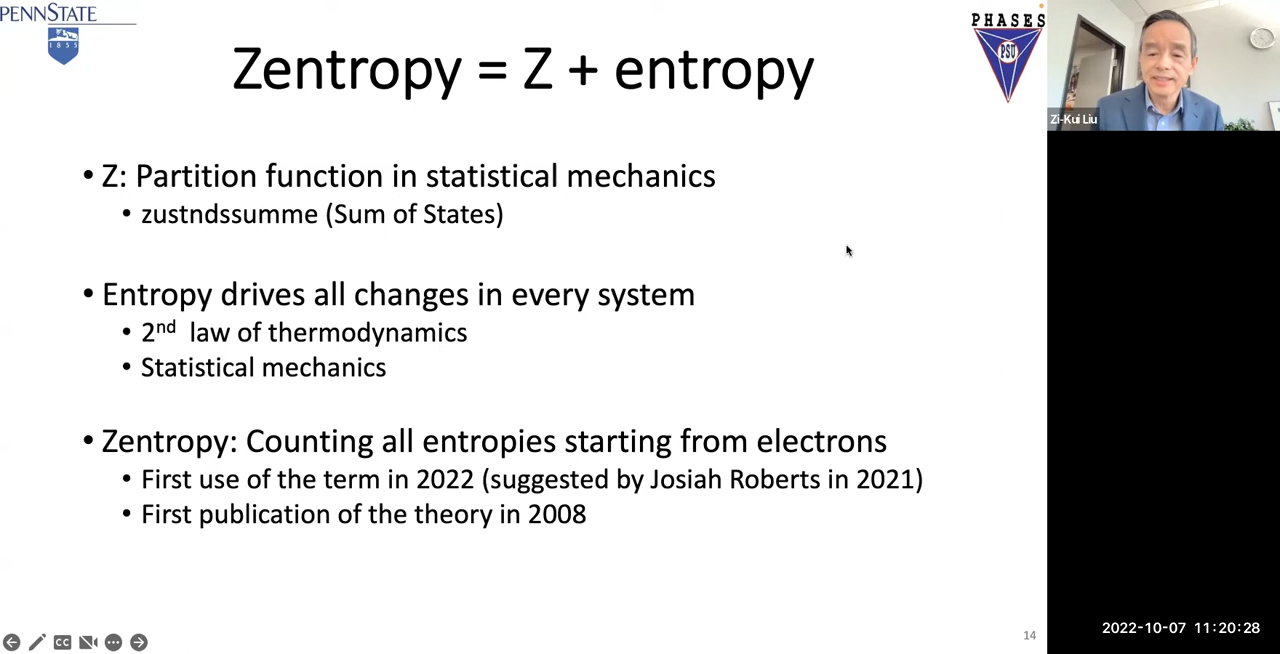 PENNSTATE
1855
PHASES
PSU
Zentropy = Z + entropy
Zi-Kui Liu
• Z: Partition function in statistical mechanics
• zustndssumme (Sum of States)
• Entropy drives all changes in every system
• 2nd law of thermodynamics
• Statistical mechanics
• Zentropy: Counting all entropies starting from electrons
• First use of the term in 2022 (suggested by Josiah Roberts in 2021)
• First publication of the theory in 2008
CC
14
2022-10-07 11:20:28